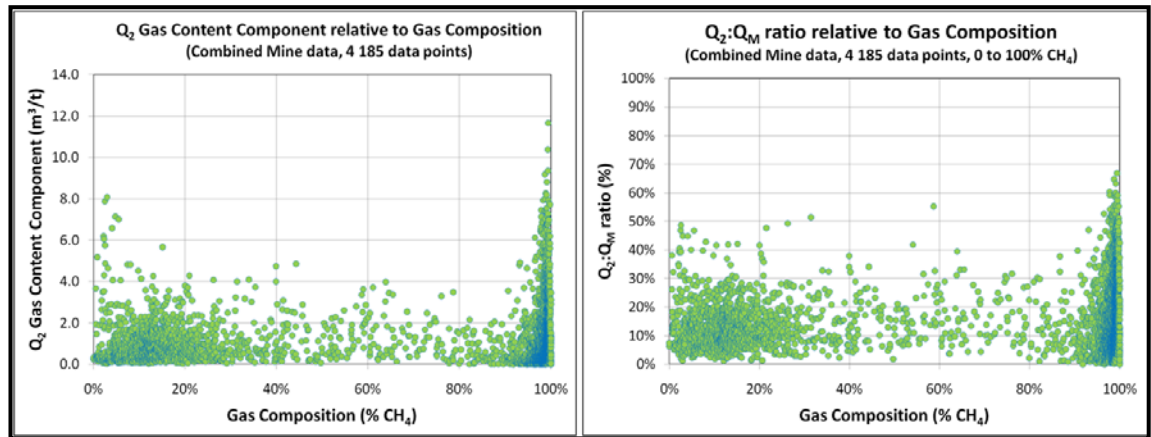 Q₂ Gas Content Component relative to Gas Composition
(Combined Mine data, 4 185 data points)
Q₂ Gas Content Component (m³/t)
14.0
12.0
10.0
8.0
6.0
4.0
2.0
0.0
0% 20% 40% 60% 80% 100%
Gas Composition (% CH₄)
Q₂:Qₘ ratio relative to Gas Composition
(Combined Mine data, 4 185 data points, 0 to 100% CH₄)
Q₂:Qₘ ratio (%)
100%
90%
80%
70%
60%
50%
40%
30%
20%
10%
0%
0% 20% 40% 60% 80% 100%
Gas Composition (% CH₄)